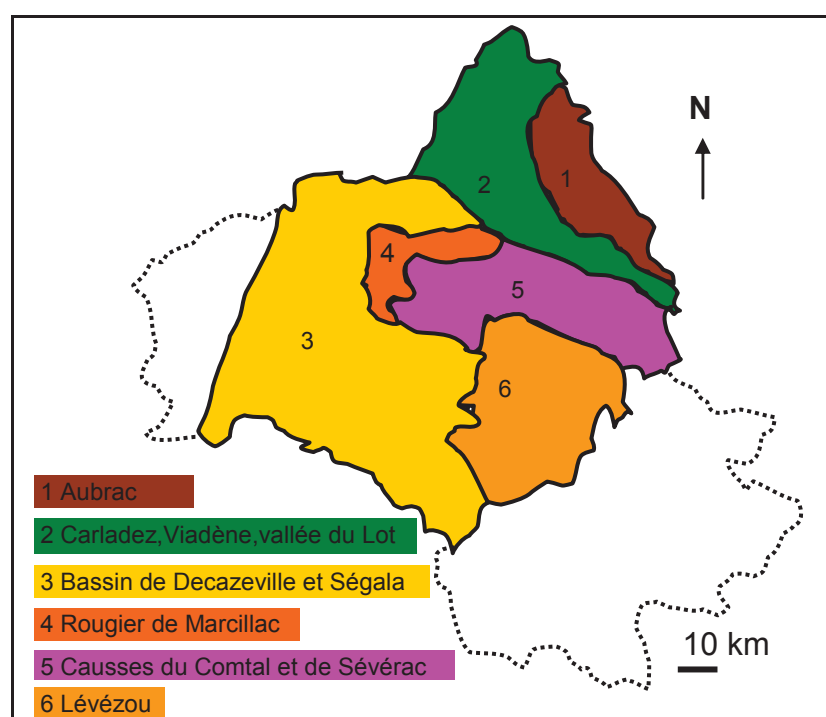 N
1
2
4
5
3
6
1 Aubrac
2 Carladez,Viadène,vallée du Lot
3 Bassin de Decazeville et Ségala
4 Rougier de Marcillac
10 km
5 Causses du Comtal et de Sévérac
6 Lévézou